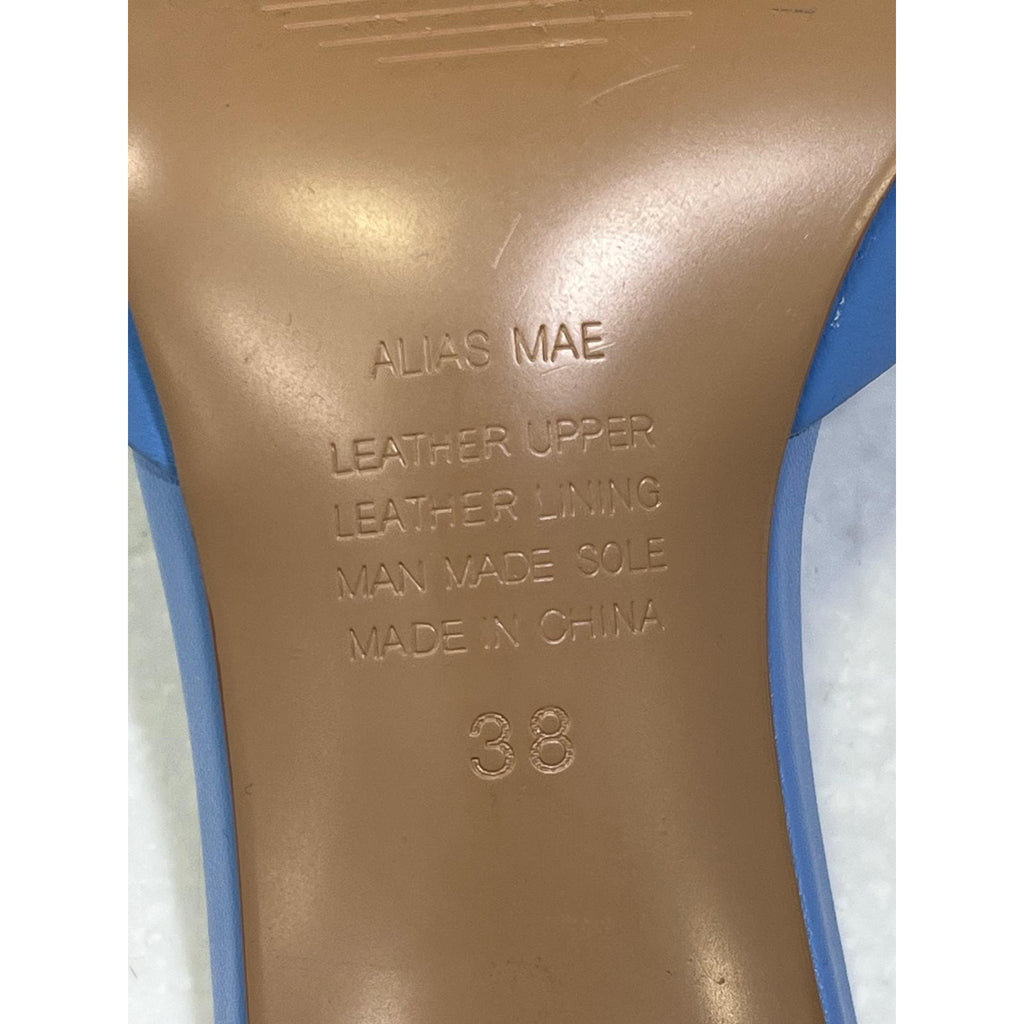 ALIAS MAE
LEATHER UPPER
LEATHER LINING
MAN MADE SOLE
MADE IN CHINA
38